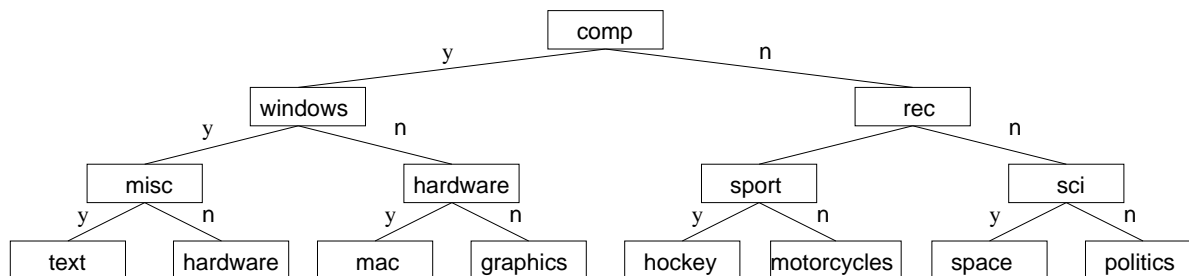 comp
y n
windows rec
y n n
misc hardware sport sci
y n y n y n y n
text hardware mac graphics hockey motorcycles space politics